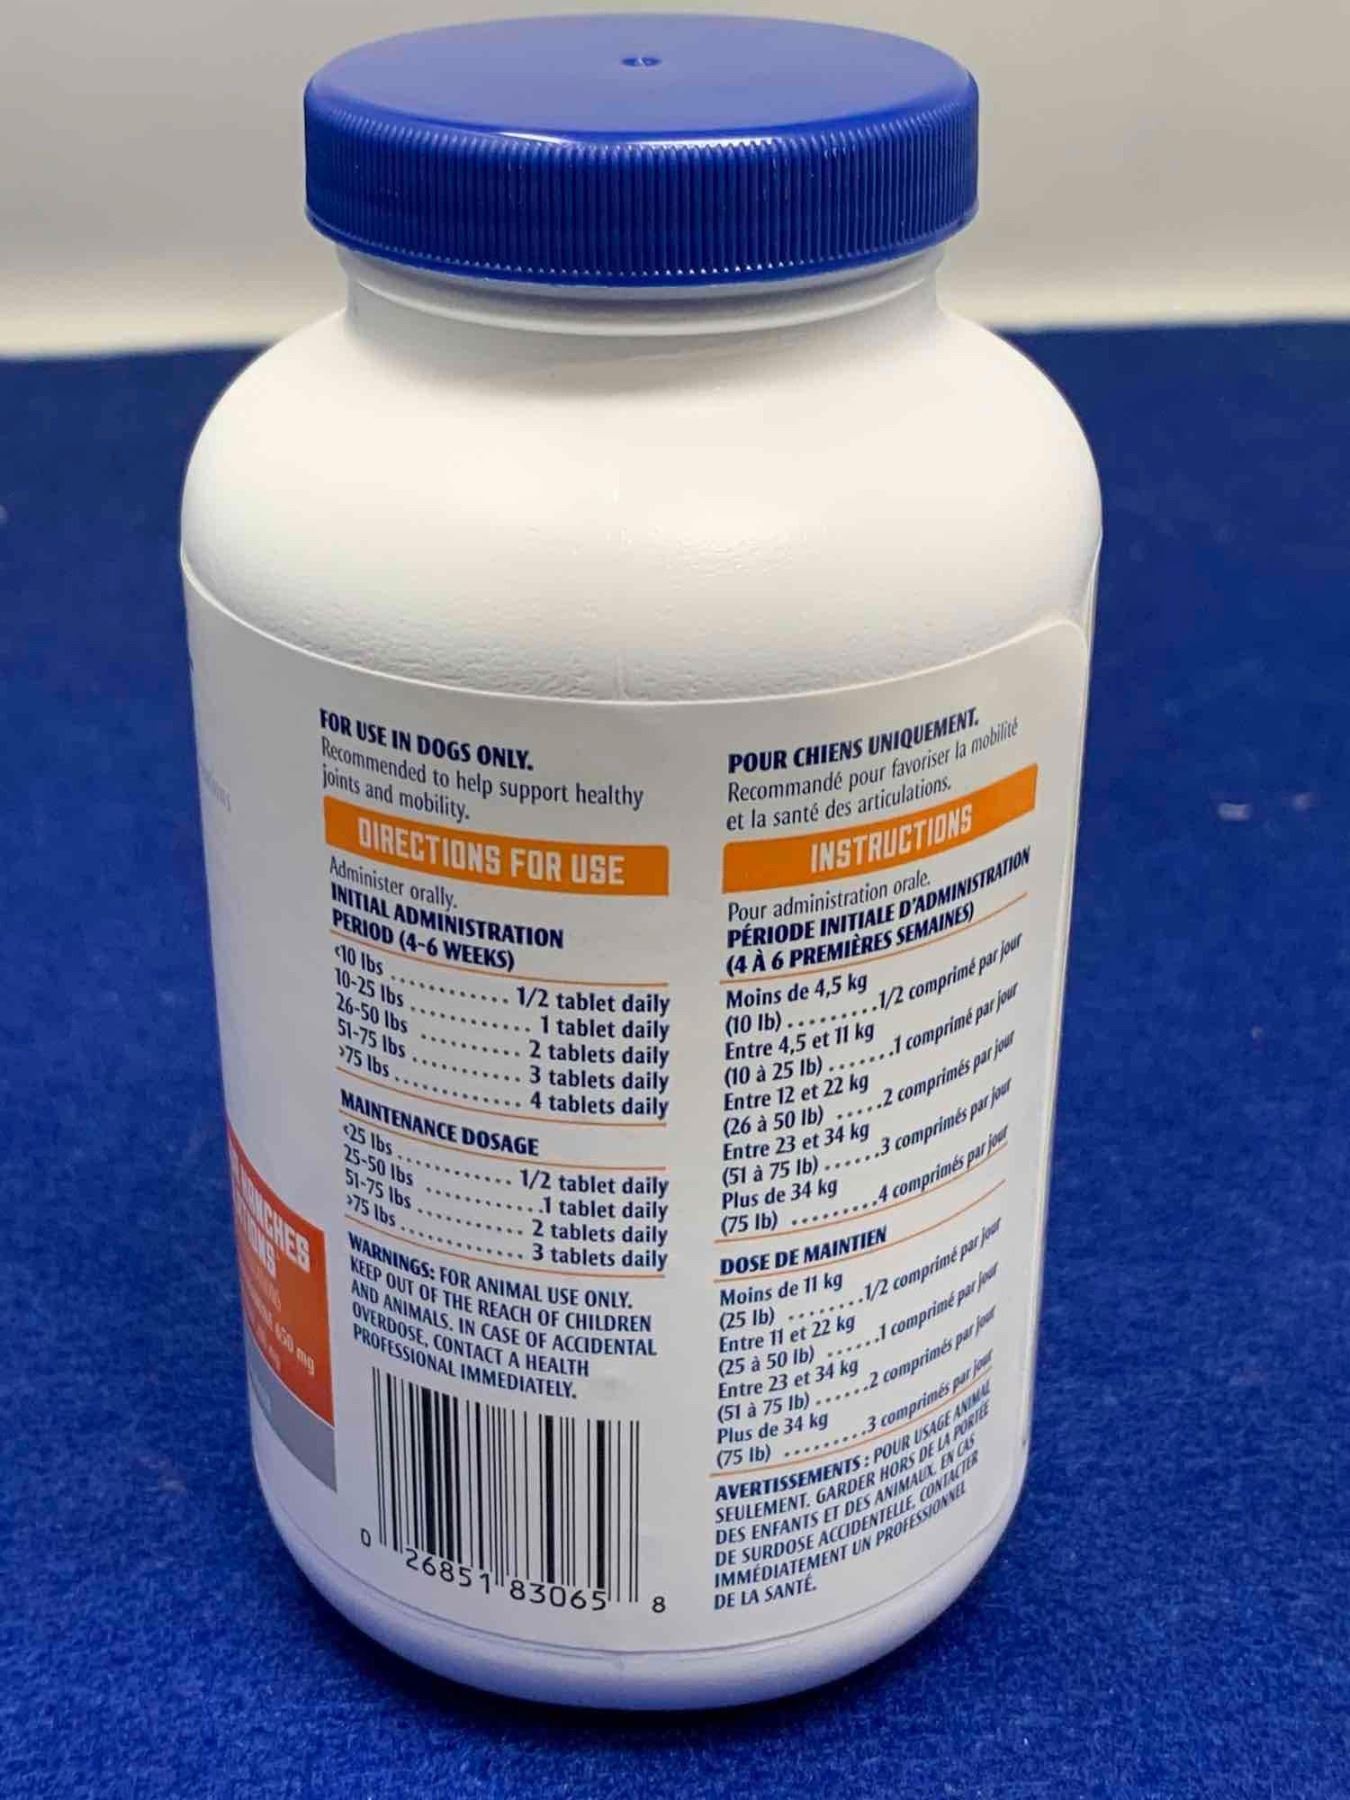 FOR USE IN DOGS ONLY.
Recommended to help support healthy
joints and mobility.
DIRECTIONS FOR USE
Administer orally.
INITIAL ADMINISTRATION
PERIOD (4-6 WEEKS)
<10 lbs ............ 1/2 tablet daily
10-25 lbs ............ 1 tablet daily
26-50 lbs .......... 2 tablets daily
51-75 lbs ........... 3 tablets daily
>75 lbs ............. 4 tablets daily
MAINTENANCE DOSAGE
<25 lbs ............ 1/2 tablet daily
25-50 lbs ............ 1 tablet daily
51-75 lbs ........... 2 tablets daily
>75 lbs ............. 3 tablets daily
WARNINGS: FOR ANIMAL USE ONLY.
KEEP OUT OF THE REACH OF CHILDREN
AND ANIMALS. IN CASE OF ACCIDENTAL
OVERDOSE, CONTACT A HEALTH
PROFESSIONAL IMMEDIATELY.
0 26851 83065 8
POUR CHIENS UNIQUEMENT.
Recommandé pour favoriser la mobilité
et la santé des articulations.
INSTRUCTIONS
Pour administration orale.
PÉRIODE INITIALE D'ADMINISTRATION
(4 À 6 PREMIÈRES SEMAINES)
Moins de 4,5 kg
(10 lb) .........1/2 comprimé par jour
Entre 4,5 et 11 kg
(10 à 25 lb) .......1 comprimé par jour
Entre 12 et 22 kg
(26 à 50 lb) .....2 comprimés par jour
Entre 23 et 34 kg
(51 à 75 lb) ......3 comprimés par jour
Plus de 34 kg
(75 lb) .........4 comprimés par jour
DOSE DE MAINTIEN
Moins de 11 kg
(25 lb) ........1/2 comprimé par jour
Entre 11 et 22 kg
(25 à 50 lb) ......1 comprimé par jour
Entre 23 et 34 kg
(51 à 75 lb) ......2 comprimés par jour
Plus de 34 kg
(75 lb) .........3 comprimés par jour
AVERTISSEMENTS : POUR USAGE ANIMAL
SEULEMENT. GARDER HORS DE LA PORTÉE
DES ENFANTS ET DES ANIMAUX. EN CAS
DE SURDOSE ACCIDENTELLE, CONTACTER
IMMÉDIATEMENT UN PROFESSIONNEL
DE LA SANTÉ.
650 mg